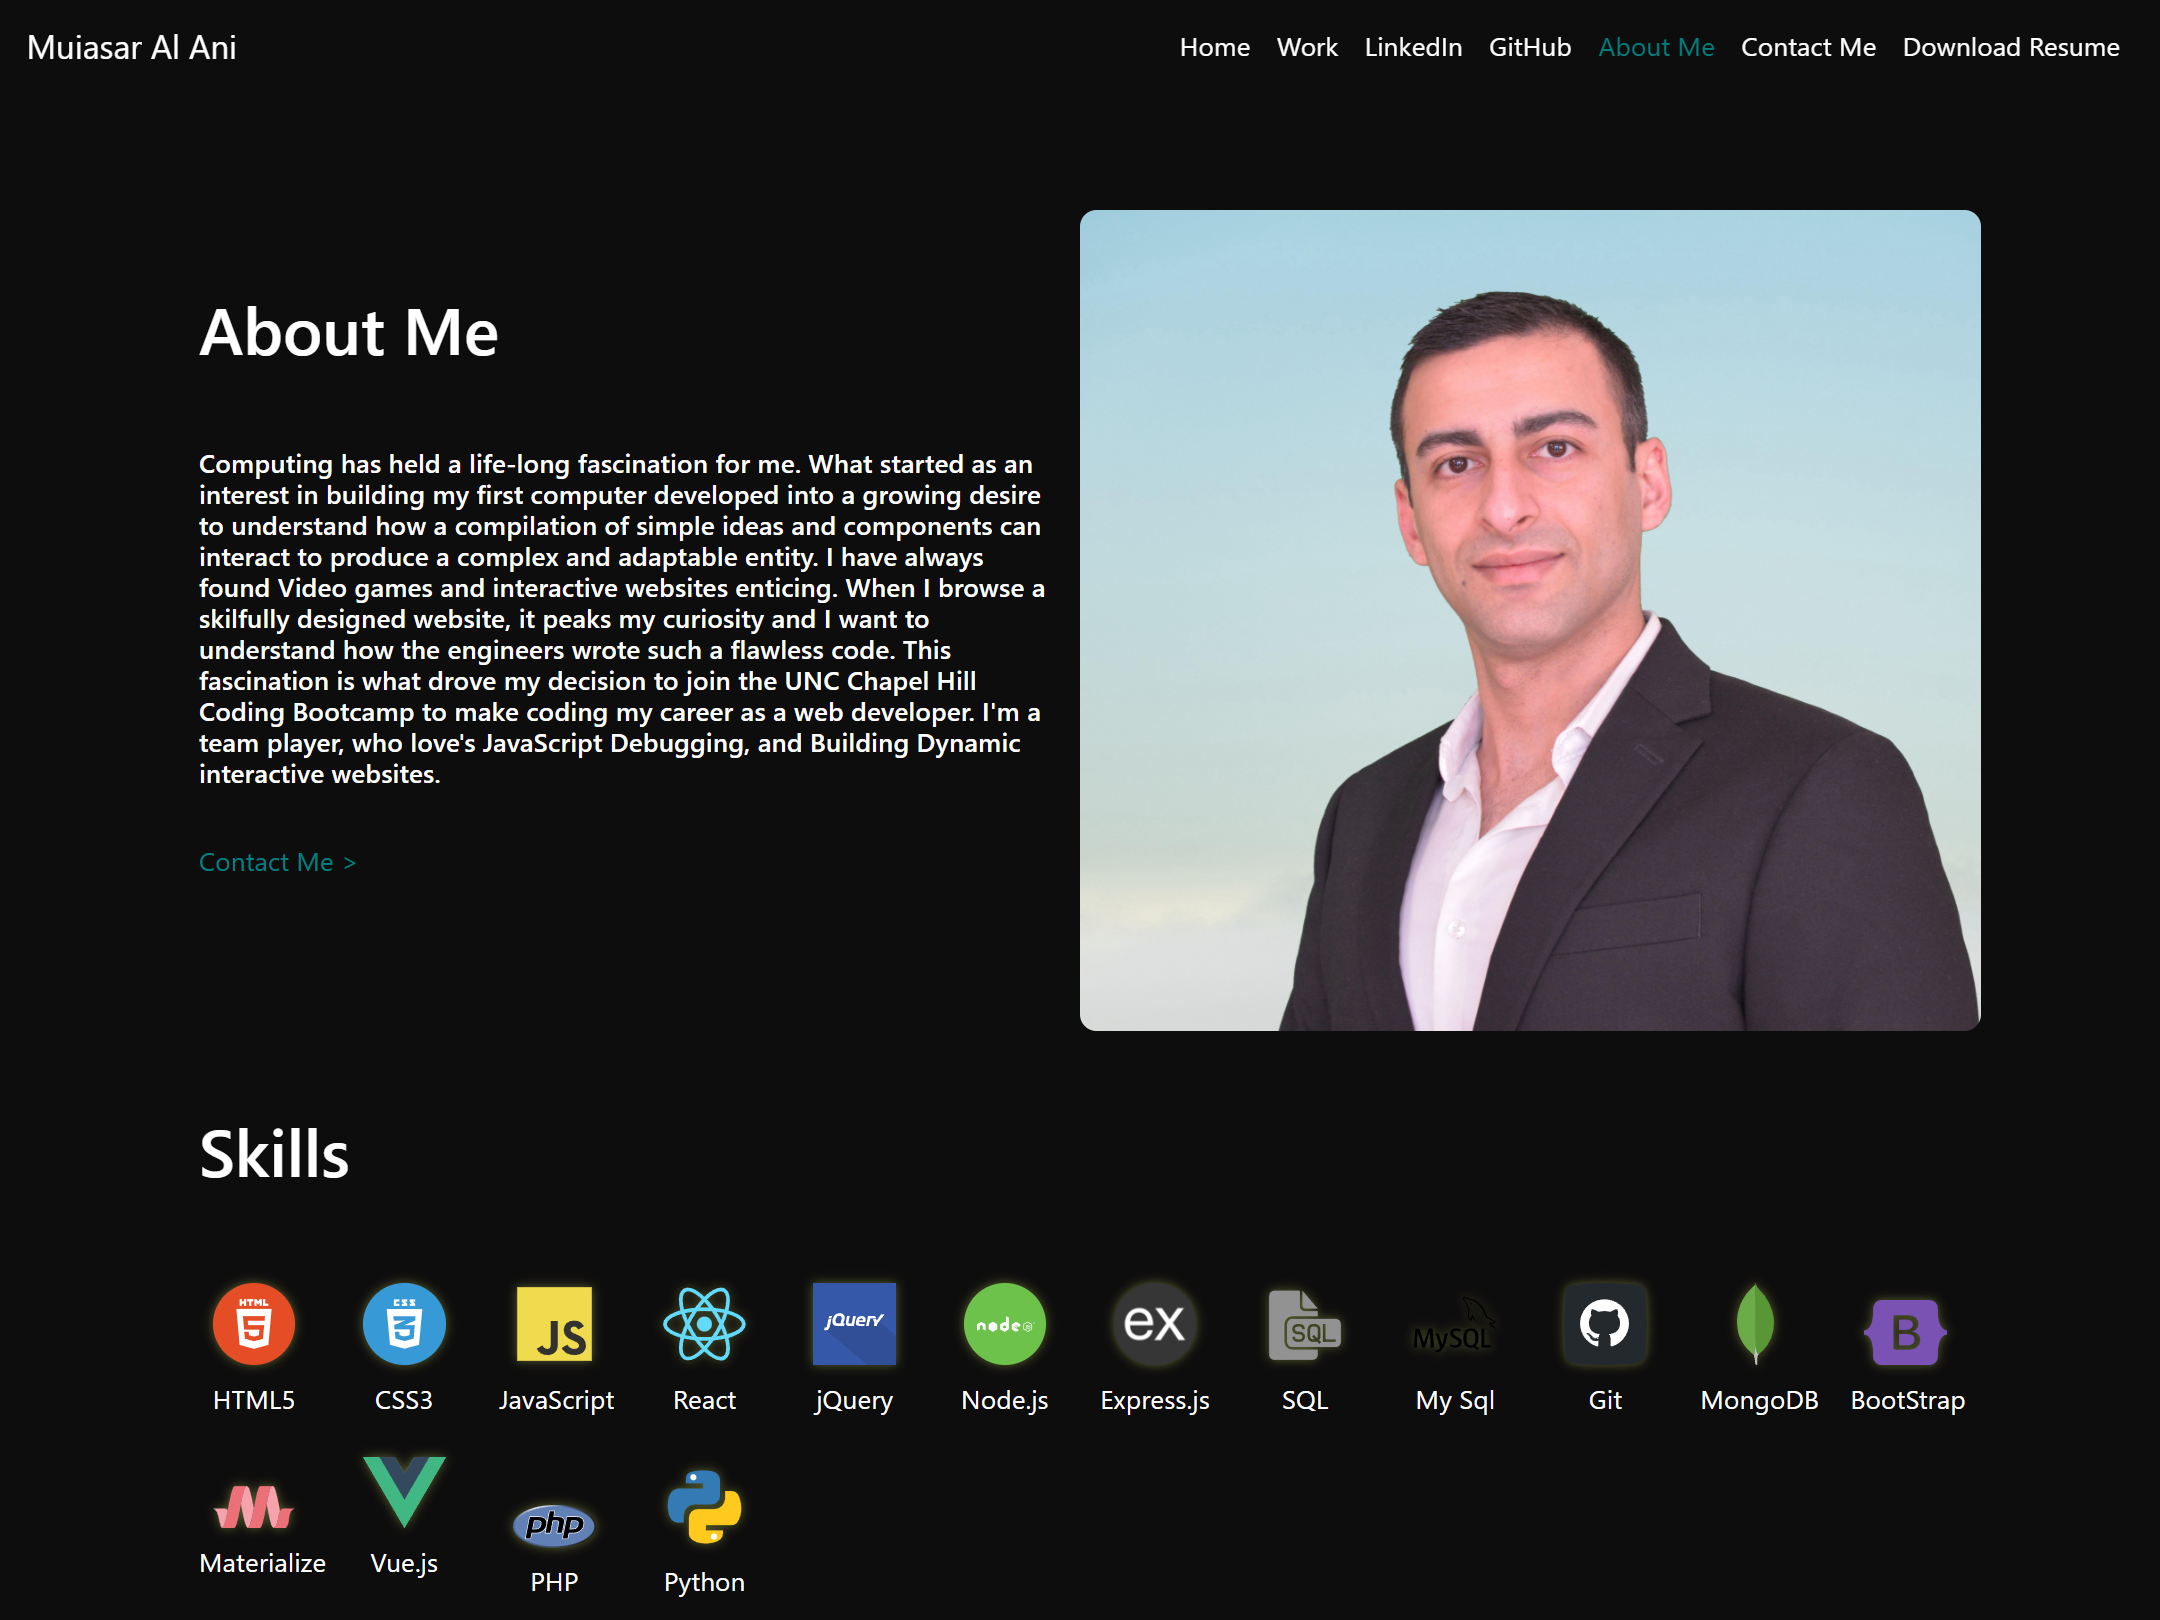 Muiasar Al Ani
Home Work LinkedIn GitHub About Me Contact Me Download Resume
About Me
Computing has held a life-long fascination for me. What started as an
interest in building my first computer developed into a growing desire
to understand how a compilation of simple ideas and components can
interact to produce a complex and adaptable entity. I have always
found Video games and interactive websites enticing. When I browse a
skilfully designed website, it peaks my curiosity and I want to
understand how the engineers wrote such a flawless code. This
fascination is what drove my decision to join the UNC Chapel Hill
Coding Bootcamp to make coding my career as a web developer. I'm a
team player, who love's JavaScript Debugging, and Building Dynamic
interactive websites.
Contact Me >
Skills
HTML 5 CSS 3 JS jQuery node JS ex SQL MySQL B
HTML5 CSS3 JavaScript React jQuery Node.js Express.js SQL My Sql Git MongoDB BootStrap
php
Materialize Vue.js PHP Python